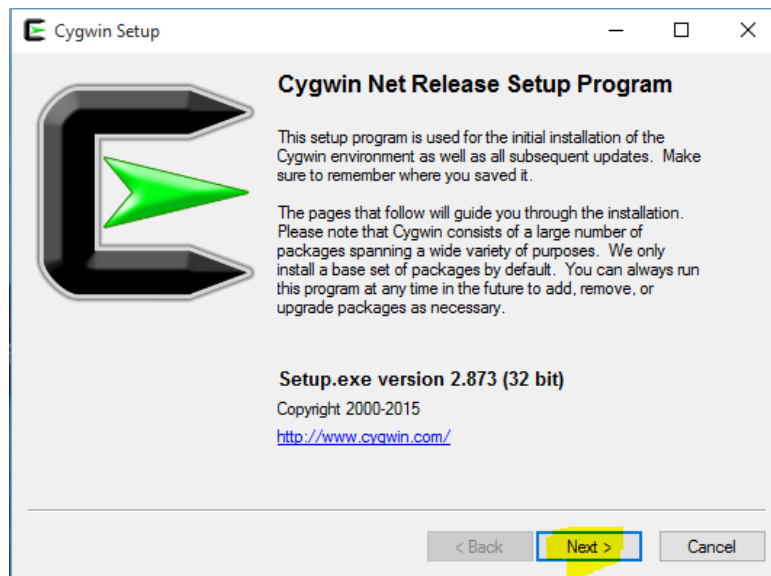 Cygwin Setup
Cygwin Net Release Setup Program
This setup program is used for the initial installation of the
Cygwin environment as well as all subsequent updates.  Make
sure to remember where you saved it.
The pages that follow will guide you through the installation.
Please note that Cygwin consists of a large number of
packages spanning a wide variety of purposes.  We only
install a base set of packages by default.  You can always run
this program at any time in the future to add, remove, or
upgrade packages as necessary.
Setup.exe version 2.873 (32 bit)
Copyright 2000-2015
http://www.cygwin.com/
< Back Next > Cancel